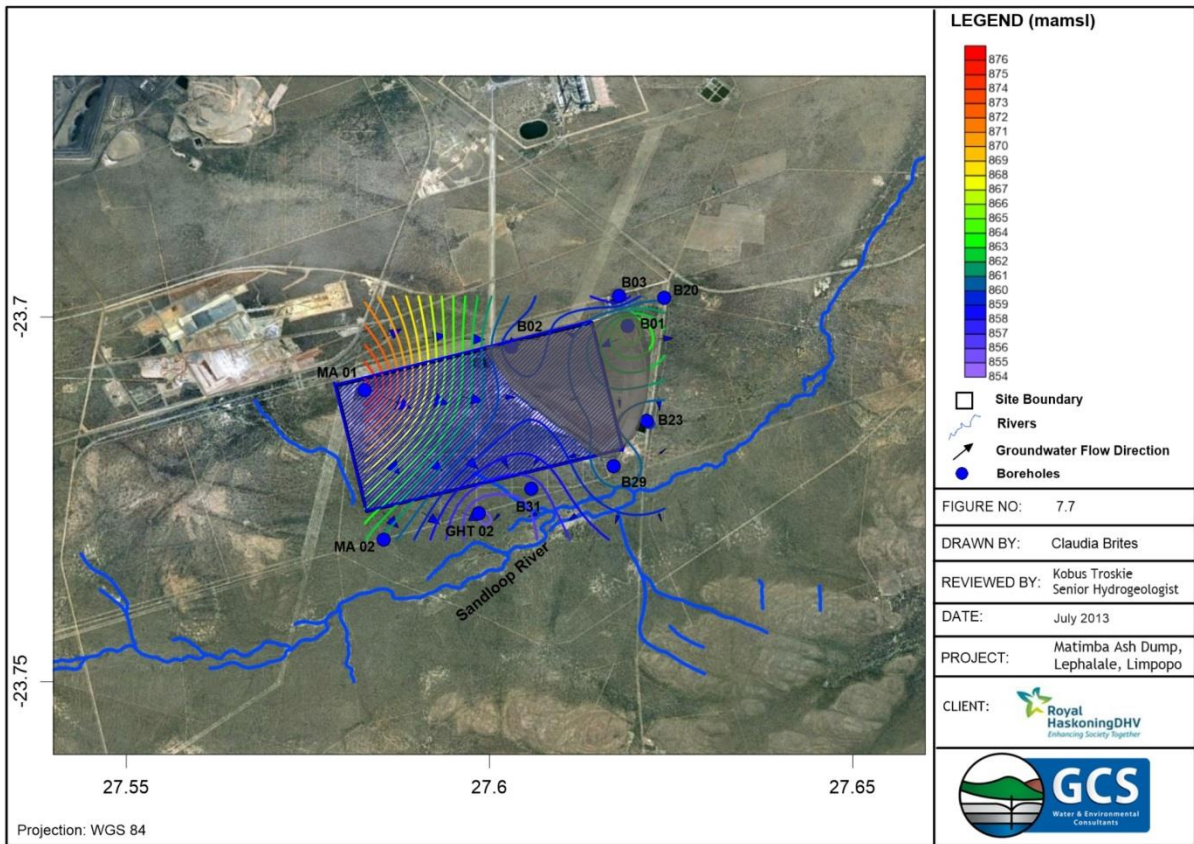 B03
B20
B02
B01
MA 01
B23
B29
B31
GHT 02
MA 02
Sandloop River
-23.7
-23.75
27.55
27.6
27.65
Projection: WGS 84
LEGEND (mamsl)
876
875
874
873
872
871
870
869
868
867
866
865
864
863
862
861
860
859
858
857
856
855
854
Site Boundary
Rivers
Groundwater Flow Direction
Boreholes
FIGURE NO: 7.7
DRAWN BY: Claudia Brites
REVIEWED BY: Kobus Troskie
Senior Hydrogeologist
DATE: July 2013
PROJECT: Matimba Ash Dump,
Lephalale, Limpopo
CLIENT:
Royal
HaskoningDHV
Enhancing Society Together
GCS
Water & Environmental
Consultants